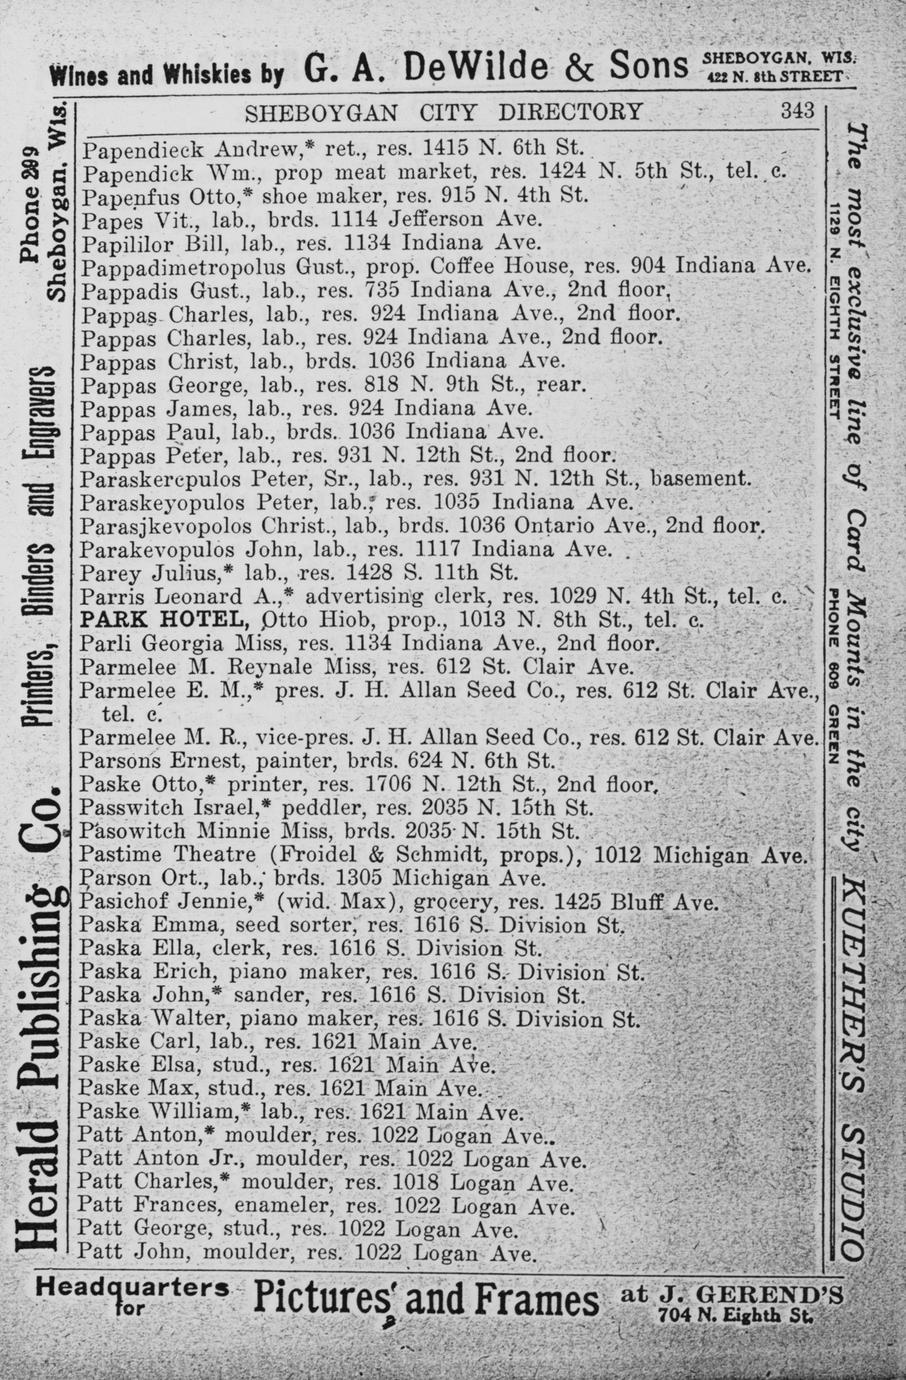 Wines and Whiskies by G. A. DeWilde & Sons SHEBOYGAN, WIS.
422 N. 8th STREET
SHEBOYGAN CITY DIRECTORY 343
Papendieck Andrew,* ret., res. 1415 N. 6th St.
Papendick Wm., prop meat market, res. 1424 N. 5th St., tel. c.
Papenfus Otto,* shoe maker, res. 915 N. 4th St.
Papes Vit., lab., brds. 1114 Jefferson Ave.
Papililor Bill, lab., res. 1134 Indiana Ave.
Pappadimetropolus Gust., prop. Coffee House, res. 904 Indiana Ave.
Pappadis Gust., lab., res. 735 Indiana Ave., 2nd floor.
Pappas Charles, lab., res. 924 Indiana Ave., 2nd floor.
Pappas Charles, lab., res. 924 Indiana Ave., 2nd floor.
Pappas Christ, lab., brds. 1036 Indiana Ave.
Pappas George, lab., res. 818 N. 9th St., rear.
Pappas James, lab., res. 924 Indiana Ave.
Pappas Paul, lab., brds. 1036 Indiana Ave.
Pappas Peter, lab., res. 931 N. 12th St., 2nd floor.
Paraskercpulos Peter, Sr., lab., res. 931 N. 12th St., basement.
Paraskeyopulos Peter, lab., res. 1035 Indiana Ave.
Parasjkevopolos Christ., lab., brds. 1036 Ontario Ave., 2nd floor.
Parakevopulos John, lab., res. 1117 Indiana Ave.
Parey Julius,* lab., res. 1428 S. 11th St.
Parris Leonard A.,* advertising clerk, res. 1029 N. 4th St., tel. c.
PARK HOTEL, Otto Hiob, prop., 1013 N. 8th St., tel. c.
Parli Georgia Miss, res. 1134 Indiana Ave., 2nd floor.
Parmelee M. Reynale Miss, res. 612 St. Clair Ave.
Parmelee E. M.,* pres. J. H. Allan Seed Co., res. 612 St. Clair Ave.,
tel. c.
Parmelee M. R., vice-pres. J. H. Allan Seed Co., res. 612 St. Clair Ave.
Parsons Ernest, painter, brds. 624 N. 6th St.
Paske Otto,* printer, res. 1706 N. 12th St., 2nd floor.
Passwitch Israel,* peddler, res. 2035 N. 15th St.
Pasowitch Minnie Miss, brds. 2035 N. 15th St.
Pastime Theatre (Froidel & Schmidt, props.), 1012 Michigan Ave.
Parson Ort., lab., brds. 1305 Michigan Ave.
Pasichof Jennie,* (wid. Max), grocery, res. 1425 Bluff Ave.
Paska Emma, seed sorter, res. 1616 S. Division St.
Paska Ella, clerk, res. 1616 S. Division St.
Paska Erich, piano maker, res. 1616 S. Division St.
Paska John,* sander, res. 1616 S. Division St.
Paska Walter, piano maker, res. 1616 S. Division St.
Paske Carl, lab., res. 1621 Main Ave.
Paske Elsa, stud., res. 1621 Main Ave.
Paske Max, stud., res. 1621 Main Ave.
Paske William,* lab., res. 1621 Main Ave.
Patt Anton,* moulder, res. 1022 Logan Ave..
Patt Anton Jr., moulder, res. 1022 Logan Ave.
Patt Charles,* moulder, res. 1018 Logan Ave.
Patt Frances, enameler, res. 1022 Logan Ave.
Patt George, stud., res. 1022 Logan Ave.
Patt John, moulder, res. 1022 Logan Ave.
Herald Publishing Co. Printers, Binders and Engravers Phone 299
Sheboygan, Wis.
The most exclusive line of Card Mounts in the city KUETHER'S STUDIO
1129 N. EIGHTH STREET PHONE 609 GREEN
Headquarters
for Pictures and Frames at J. GEREND'S
704 N. Eighth St.